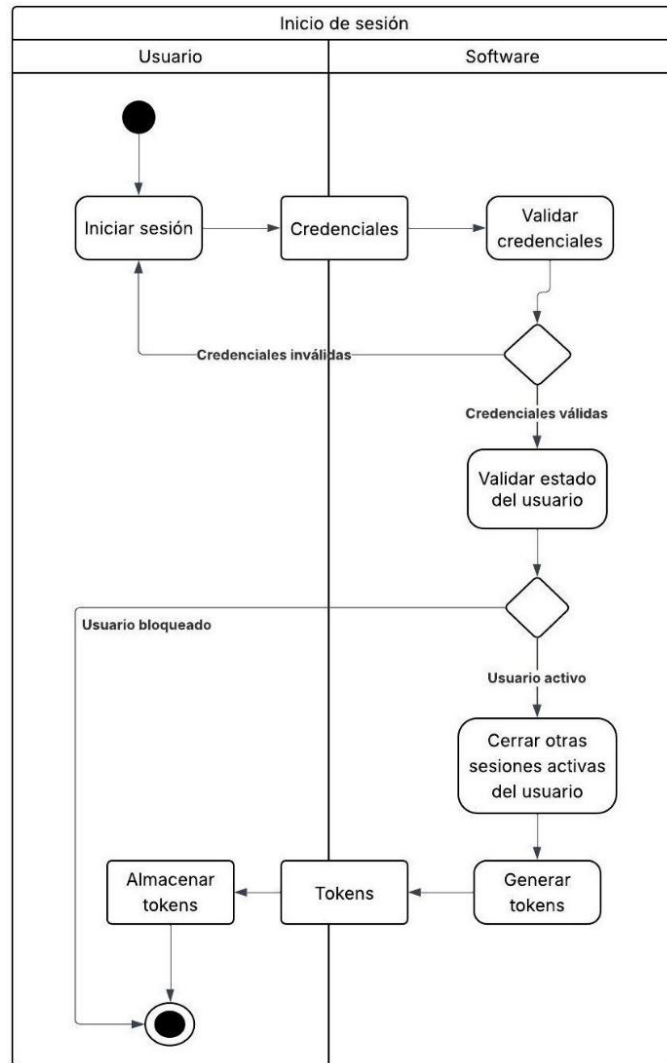 Inicio de sesión
Usuario
Software
Iniciar sesión
Credenciales
Validar
credenciales
Credenciales inválidas
Credenciales válidas
Validar estado
del usuario
Usuario bloqueado
Usuario activo
Cerrar otras
sesiones activas
del usuario
Almacenar
tokens
Tokens
Generar
tokens